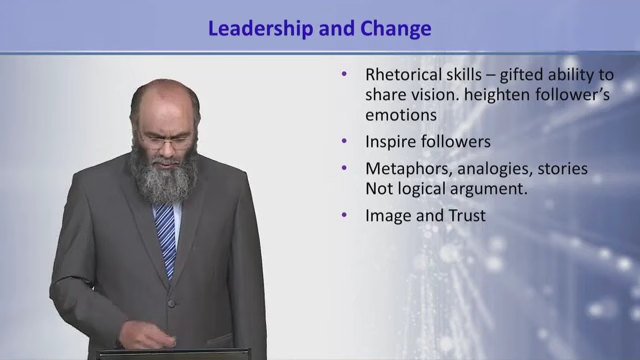 Leadership and Change
• Rhetorical skills – gifted ability to
share vision. heighten follower's
emotions
• Inspire followers
• Metaphors, analogies, stories
Not logical argument.
• Image and Trust